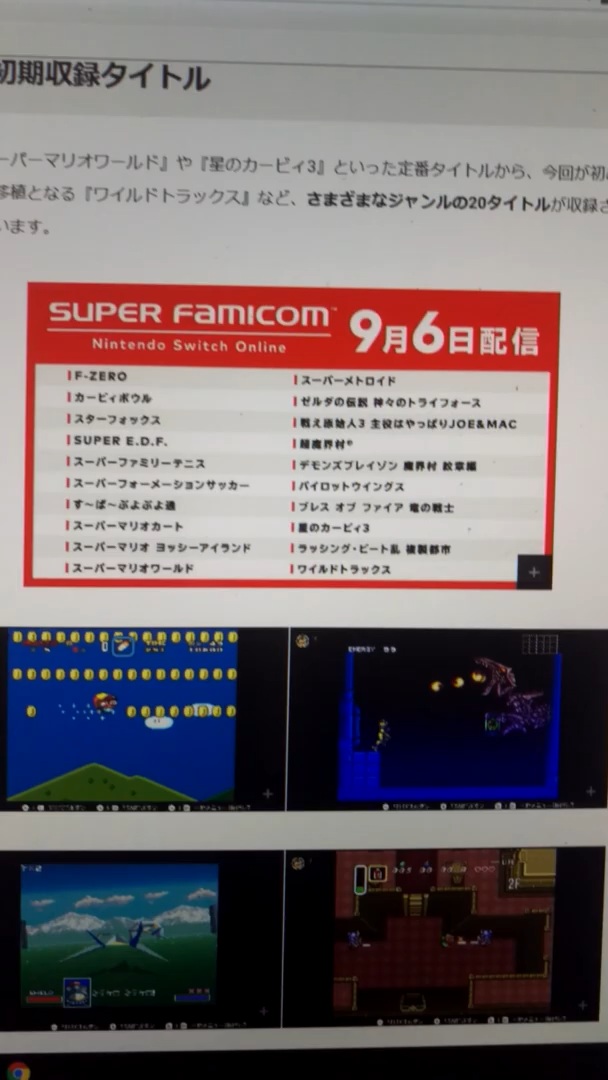 初期収録タイトル
ーパーマリオワールド』や『星のカービィ3』といった定番タイトルから、今回が初
移植となる『ワイルドトラックス』など、さまざまなジャンルの20タイトルが収録さ
います。
SUPER FAMICOM™
Nintendo Switch Online
9月6日配信
F-ZERO
カービィボウル
スターフォックス
SUPER E.D.F.
スーパーファミリーテニス
スーパーフォーメーションサッカー
す〜ぱ〜ぷよぷよ通
スーパーマリオカート
スーパーマリオ ヨッシーアイランド
スーパーマリオワールド
スーパーメトロイド
ゼルダの伝説 神々のトライフォース
戦え原始人3 主役はやっぱりJOE&MAC
超魔界村®
デモンズブレイゾン 魔界村 紋章編
パイロットウイングス
ブレス オブ ファイア 竜の戦士
星のカービィ3
ラッシング・ビート乱 複製都市
ワイルドトラックス
ENERGY 99
2F